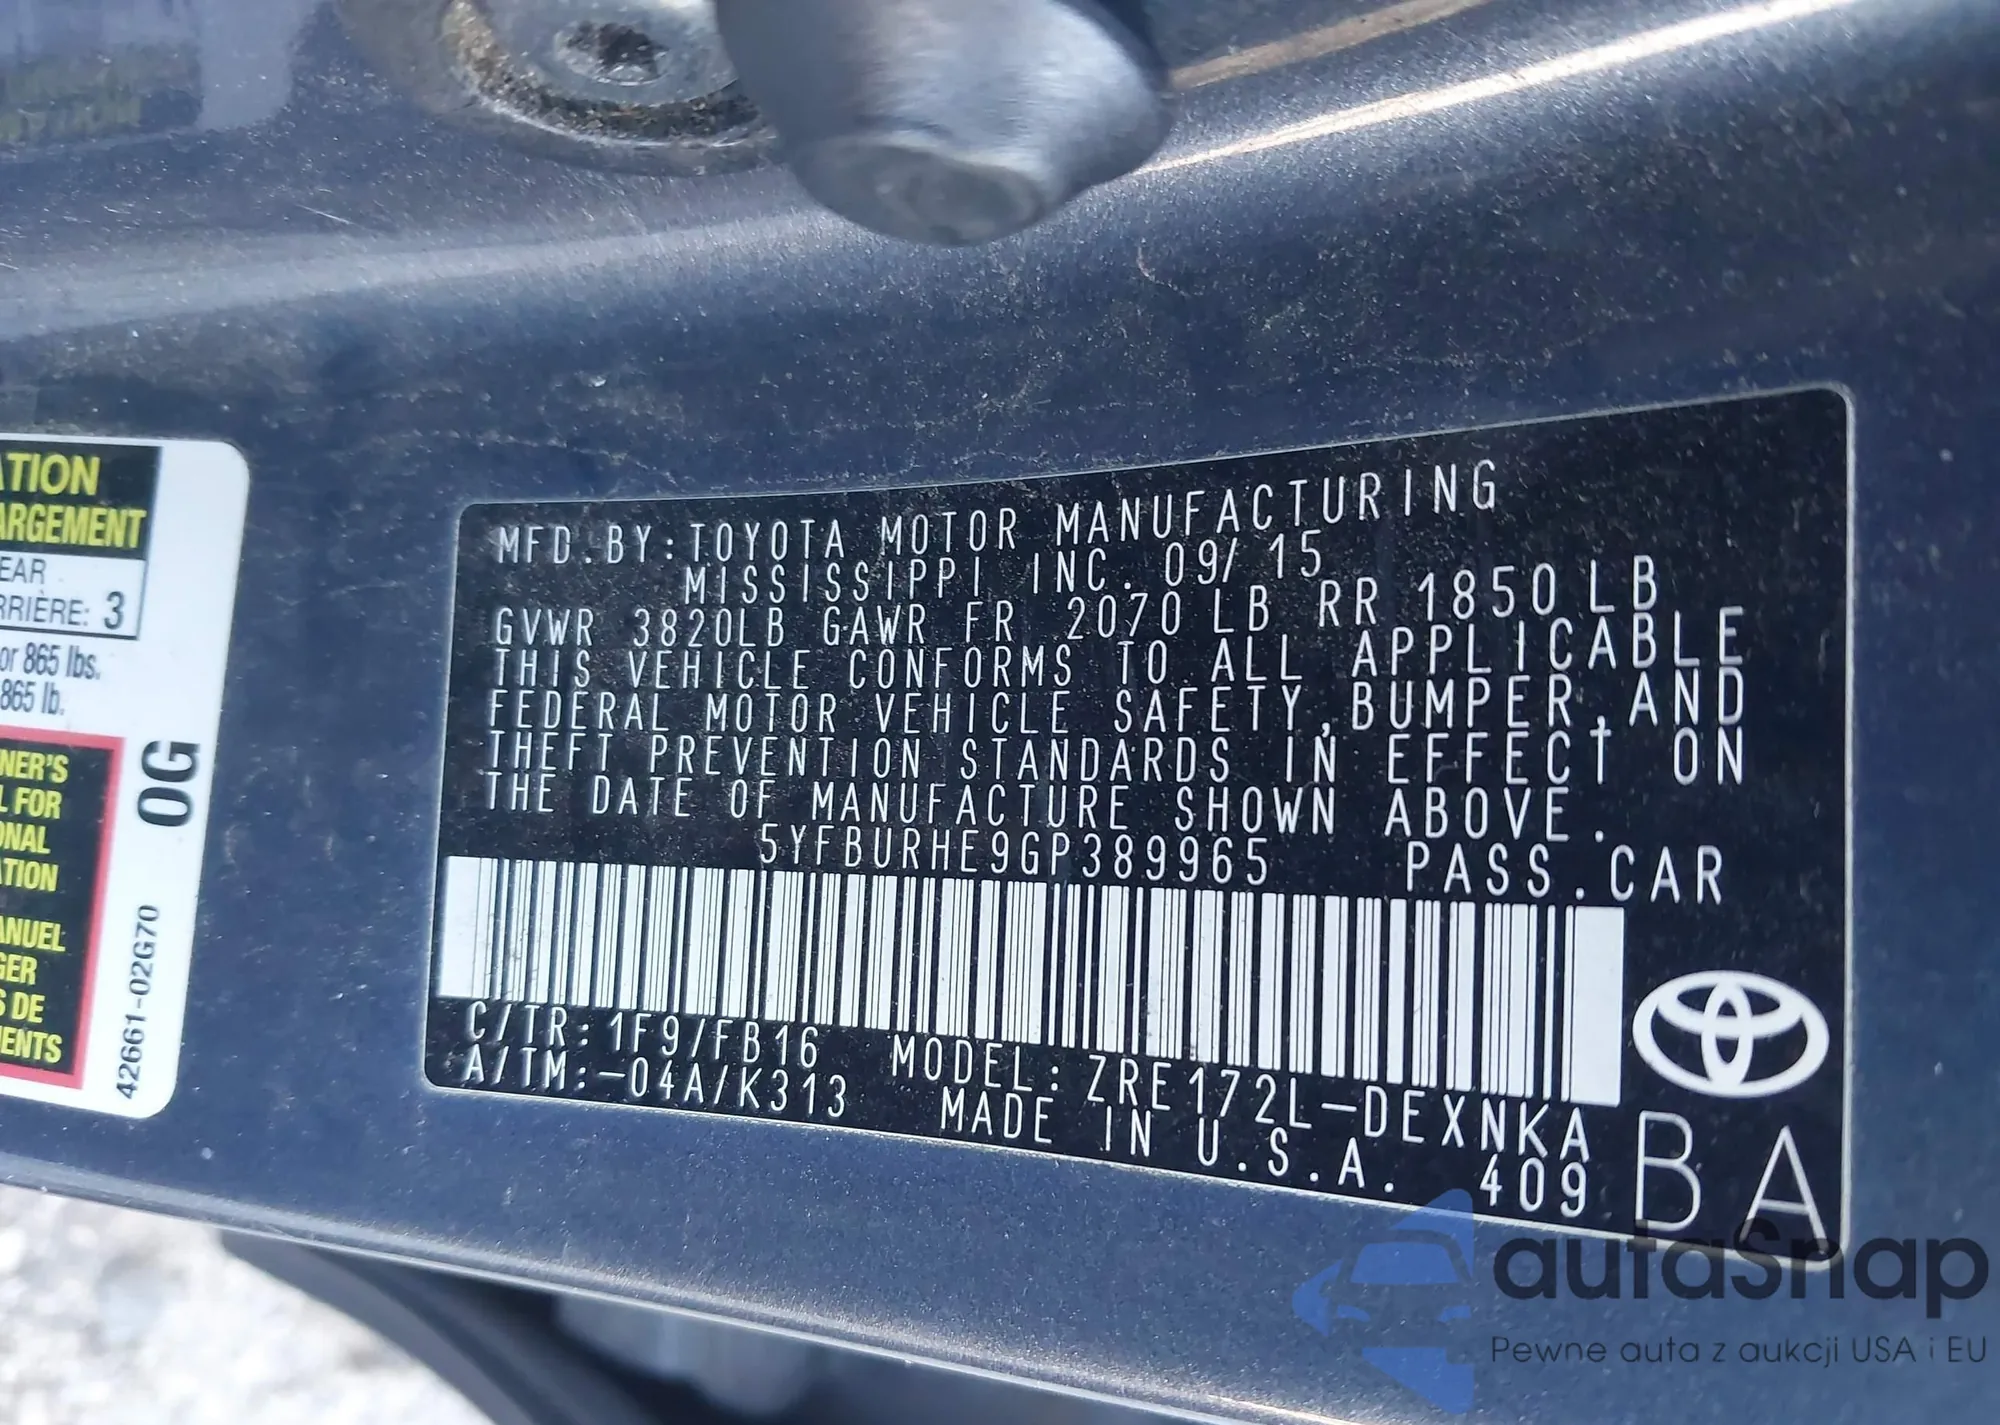 ATION
ARGEMENT
EAR
RRIÈRE: 3
or 865 lbs.
865 lb.
NER'S
L FOR
ONAL
ATION
ANUEL
GER
S DE
ENTS
0G
42661-02G70
MFD.BY:TOYOTA MOTOR MANUFACTURING
MISSISSIPPI INC. 09/15
GVWR 3820LB GAWR FR 2070LB RR 1850LB
THIS VEHICLE CONFORMS TO ALL APPLICABLE
FEDERAL MOTOR VEHICLE SAFETY,BUMPER,AND
THEFT PREVENTION STANDARDS IN EFFECT ON
THE DATE OF MANUFACTURE SHOWN ABOVE.
5YFBURHE9GP389965 PASS.CAR
C/TR:1F9/FB16 MODEL:ZRE172L-DEXNKA
A/TM:-04A/K313 MADE IN U.S.A. 409
BA
autaSnap
Pewne auta z aukcji USA i EU